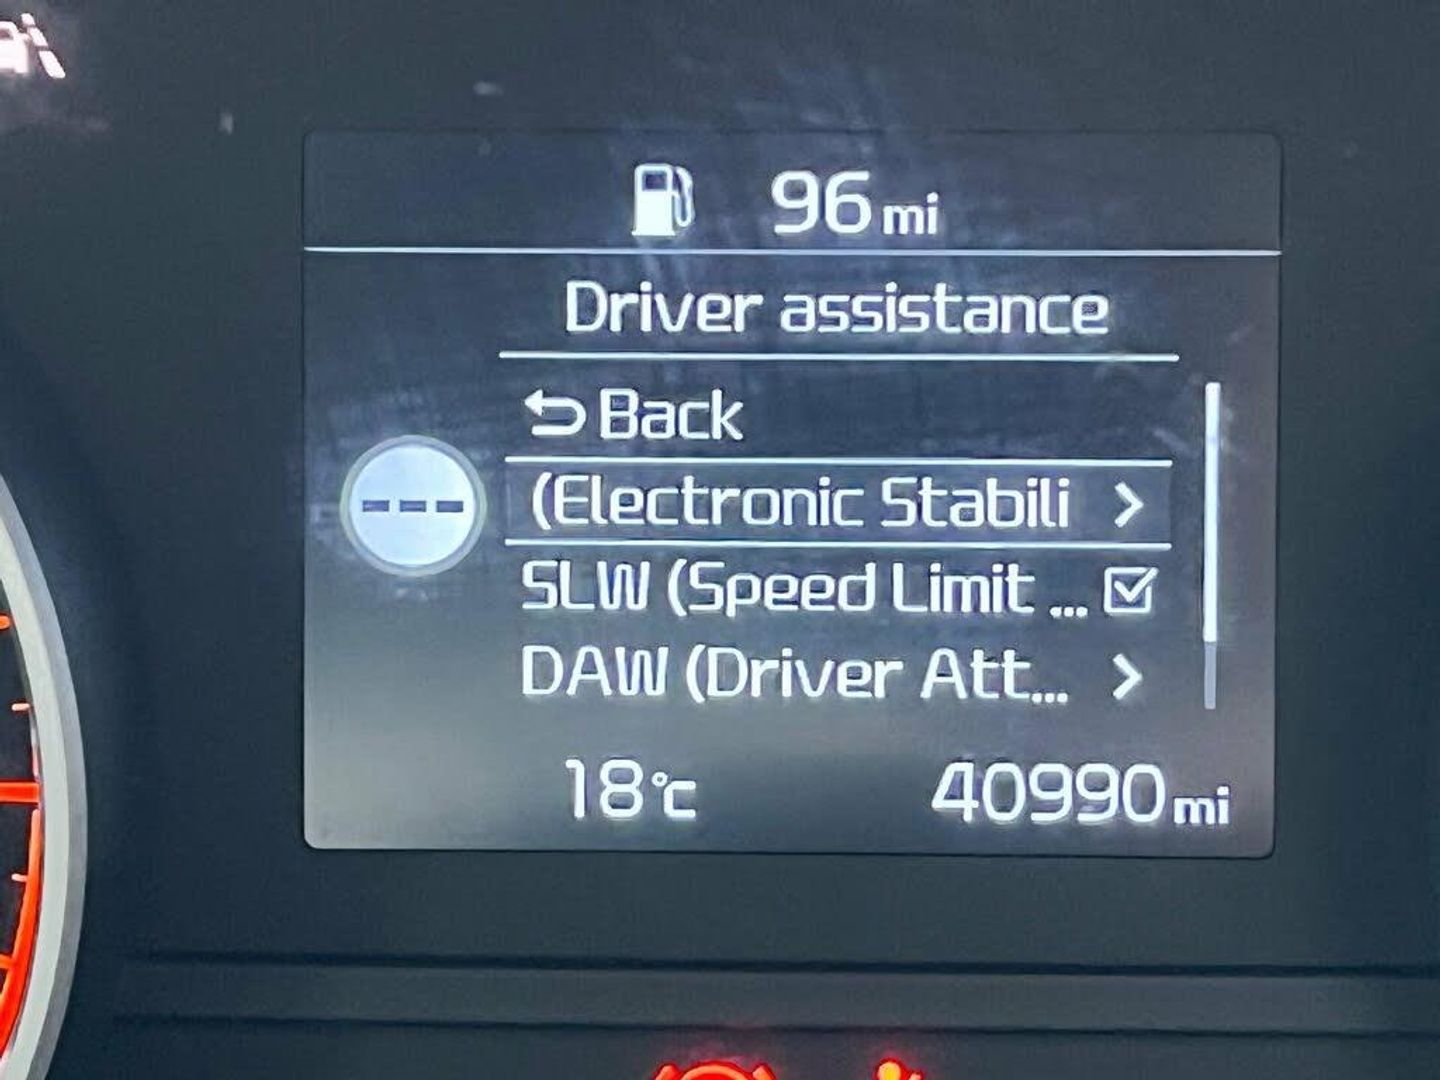 96 mi
Driver assistance
Back
(Electronic Stabili
SLW (Speed Limit ...
DAW (Driver Att...
18°C 40990 mi